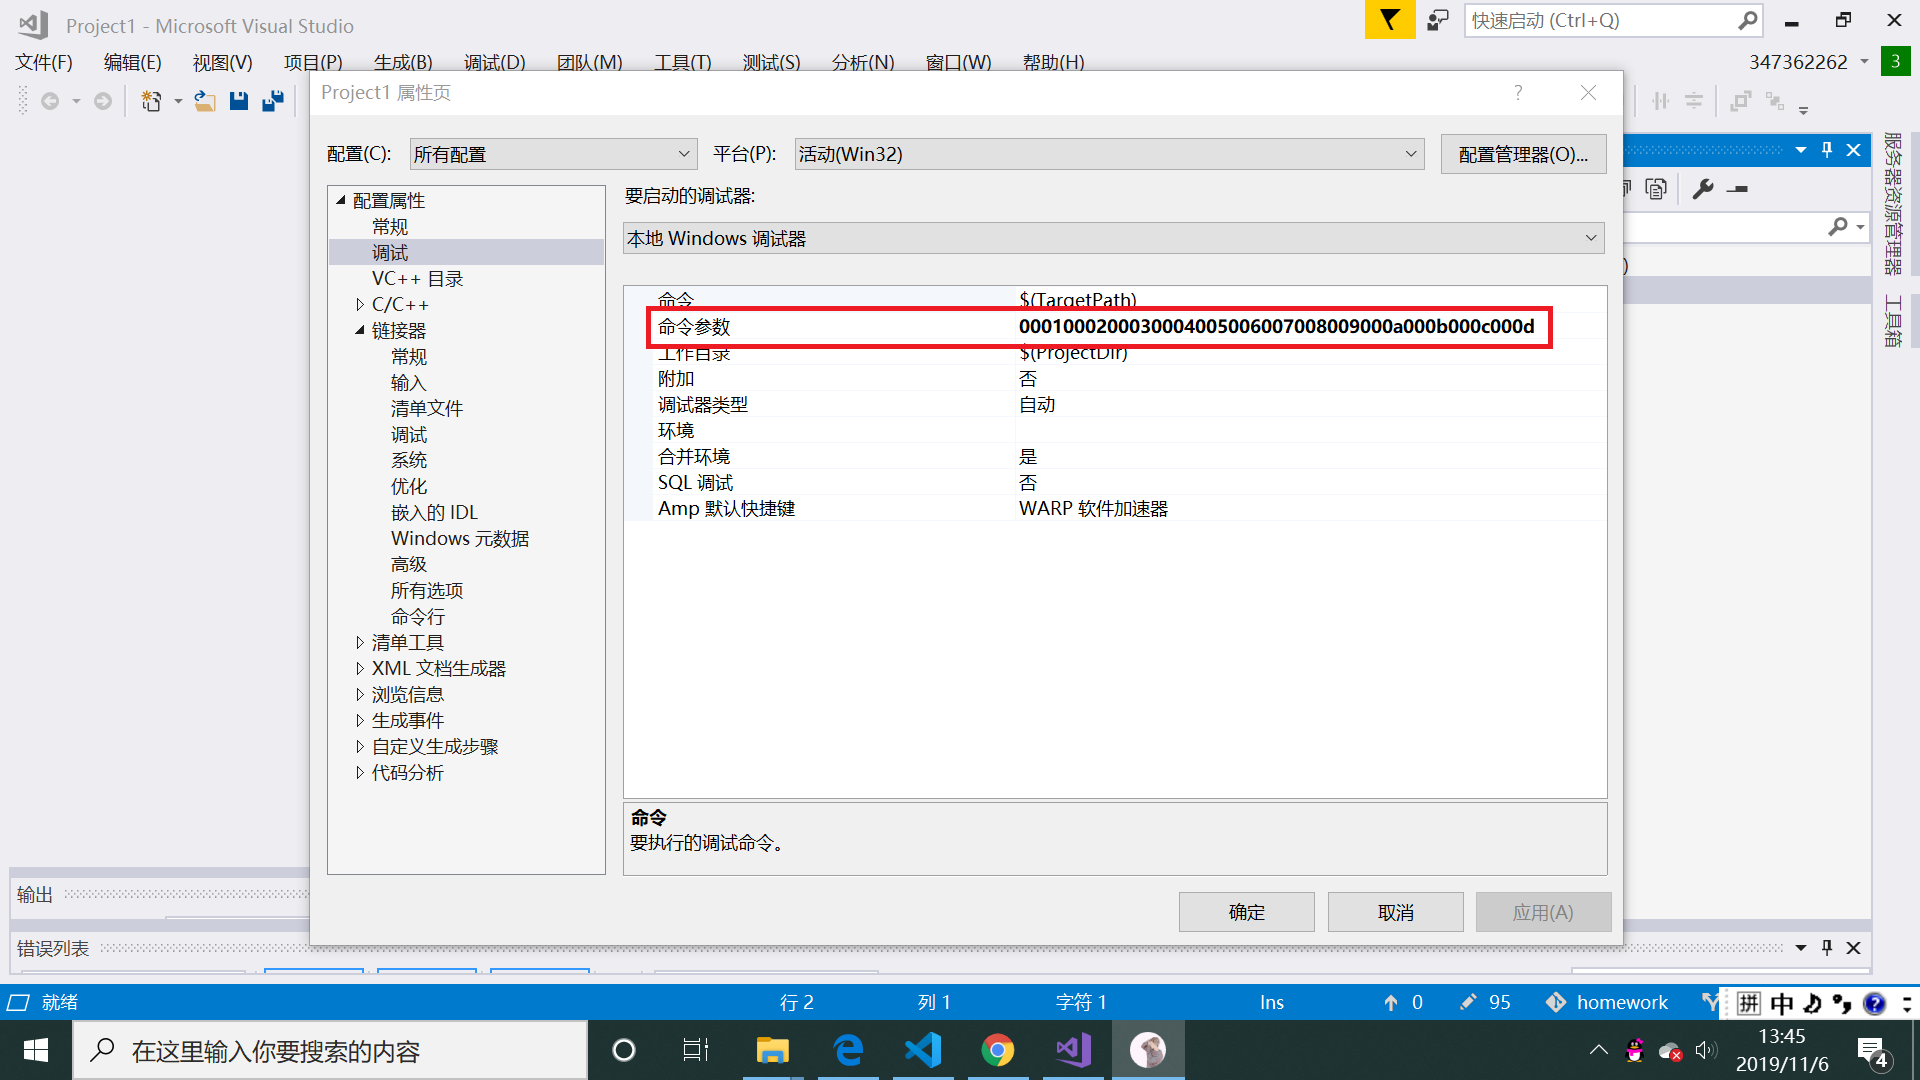 Project1 - Microsoft Visual Studio
快速启动 (Ctrl+Q)
文件(F) 编辑(E) 视图(V) 项目(P) 生成(B) 调试(D) 团队(M) 工具(T) 测试(S) 分析(N) 窗口(W) 帮助(H)
347362262
3
Project1 属性页
?
配置(C):
所有配置
平台(P):
活动(Win32)
配置管理器(O)...
配置属性
常规
调试
VC++ 目录
C/C++
链接器
常规
输入
清单文件
调试
系统
优化
嵌入的 IDL
Windows 元数据
高级
所有选项
命令行
清单工具
XML 文档生成器
浏览信息
生成事件
自定义生成步骤
代码分析
要启动的调试器:
本地 Windows 调试器
命令 $(TargetPath)
命令参数 00010002000300040050060070080090 00a000b000c000d
工作目录 $(ProjectDir)
附加 否
调试器类型 自动
环境
合并环境 是
SQL 调试 否
Amp 默认快捷键 WARP 软件加速器
命令
要执行的调试命令。
确定
取消
应用(A)
服务器资源管理器
工具箱
输出
错误列表
就绪
行 2
列 1
字符 1
Ins
0
95
homework
拼 中
在这里输入你要搜索的内容
13:45
2019/11/6
4